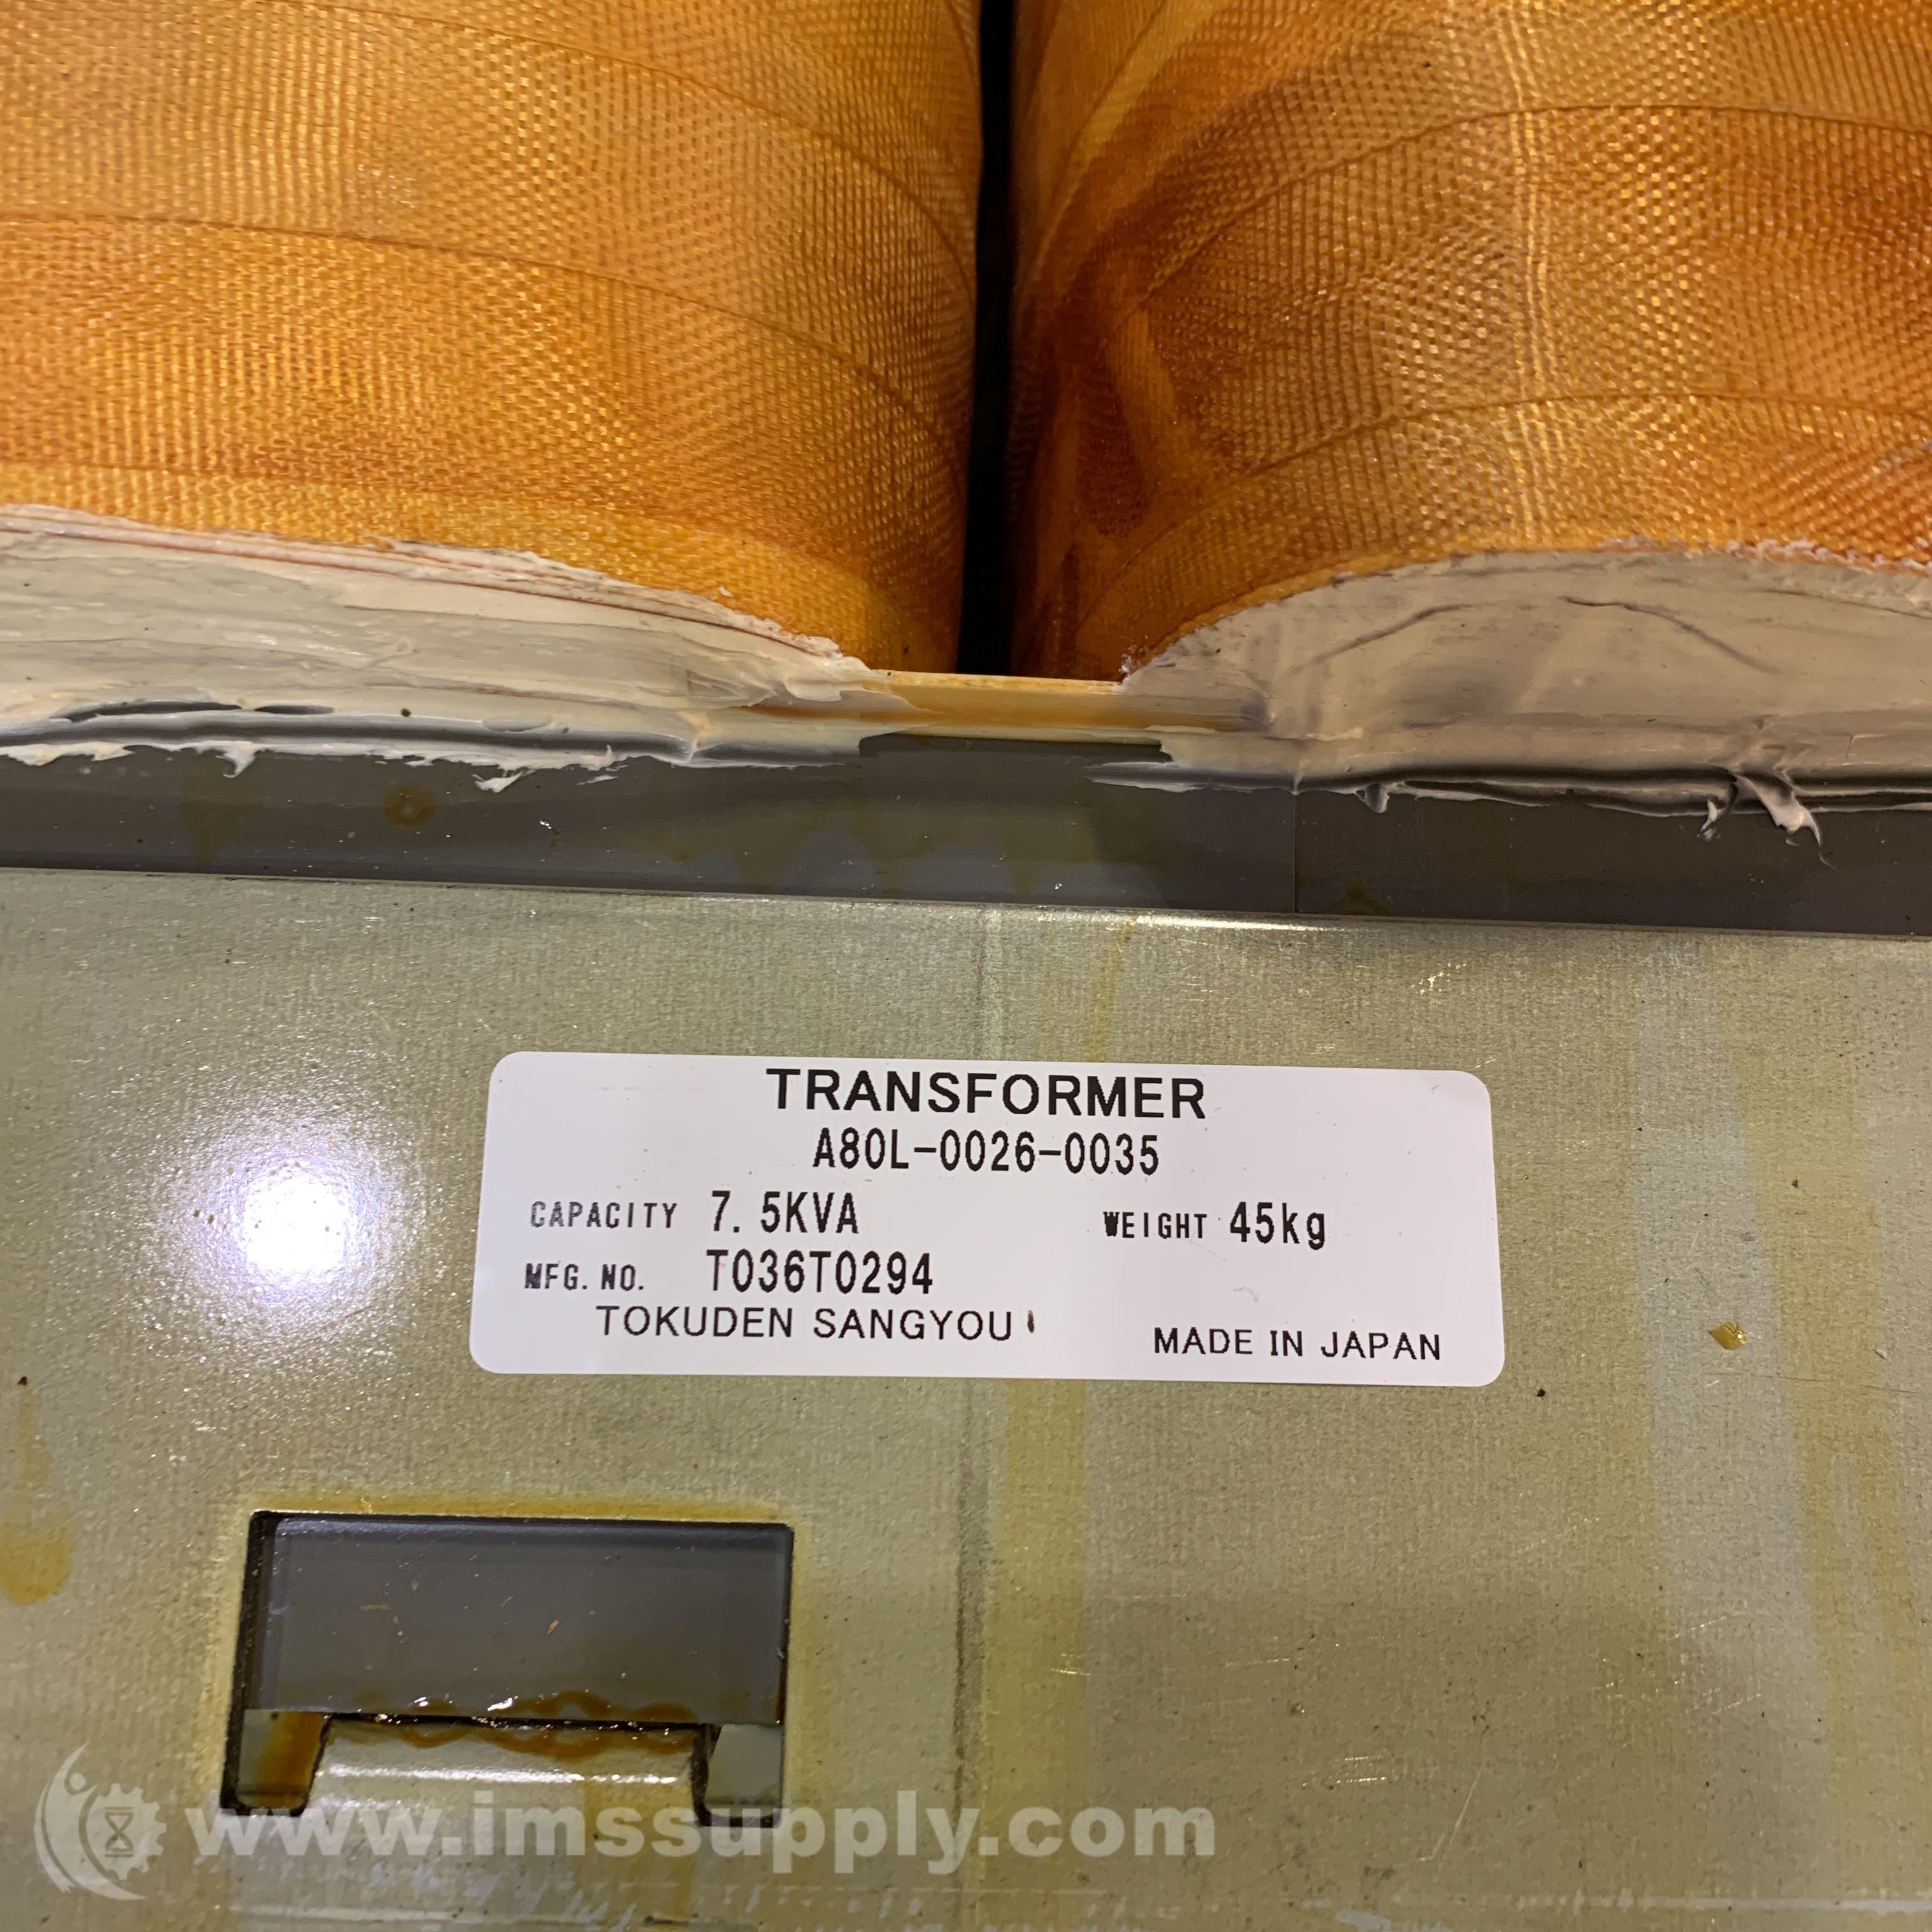 TRANSFORMER
A80L-0026-0035
CAPACITY 7.5KVA WEIGHT 45kg
MFG. NO. T036T0294
TOKUDEN SANGYOU
MADE IN JAPAN
www.imssupply.com